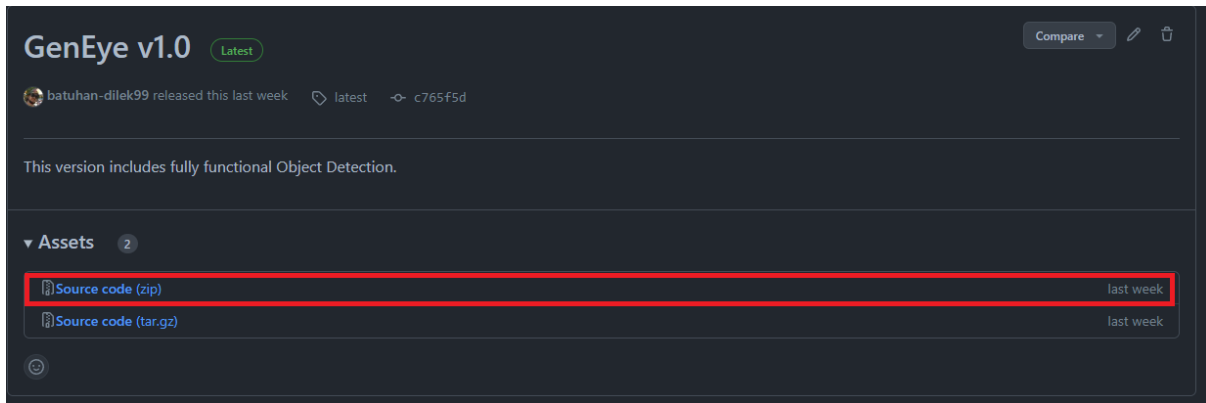 GenEye v1.0 Latest
Compare
batuhan-dilek99 released this last week latest c765f5d
This version includes fully functional Object Detection.
Assets 2
Source code (zip) last week
Source code (tar.gz) last week